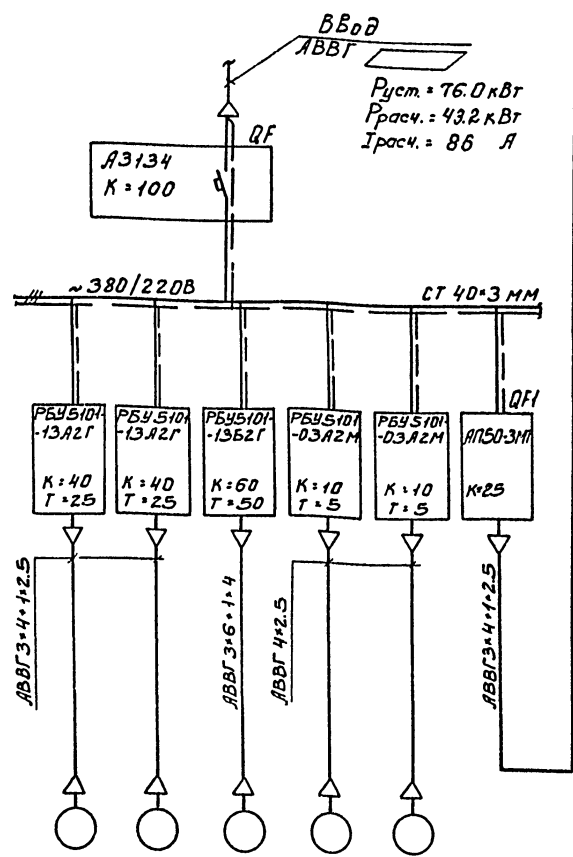 ВВод
АВВГ
Руст. = 76.0 кВт
Ррасч. = 43.2 кВт
Iрасч. = 86 А
QF
А3134
К = 100
~ 380/220В
СТ 40×3 мм
РБУ5101-
-13А2Г
К = 40
Т = 25
РБУ5101
-13А2Г
К = 40
Т = 25
РБУ5101-
-13Б2Г
К = 60
Т = 50
РБУ5101
-03А2М
К = 10
Т = 5
РБУ5101
-03А2М
К = 10
Т = 5
QF1
АП50-3МТ
К=25
АВВГ 3×4+1×2.5
АВВГ 3×6+1×4
АВВГ 4×2.5
АВВГ 3×4+1×2.5